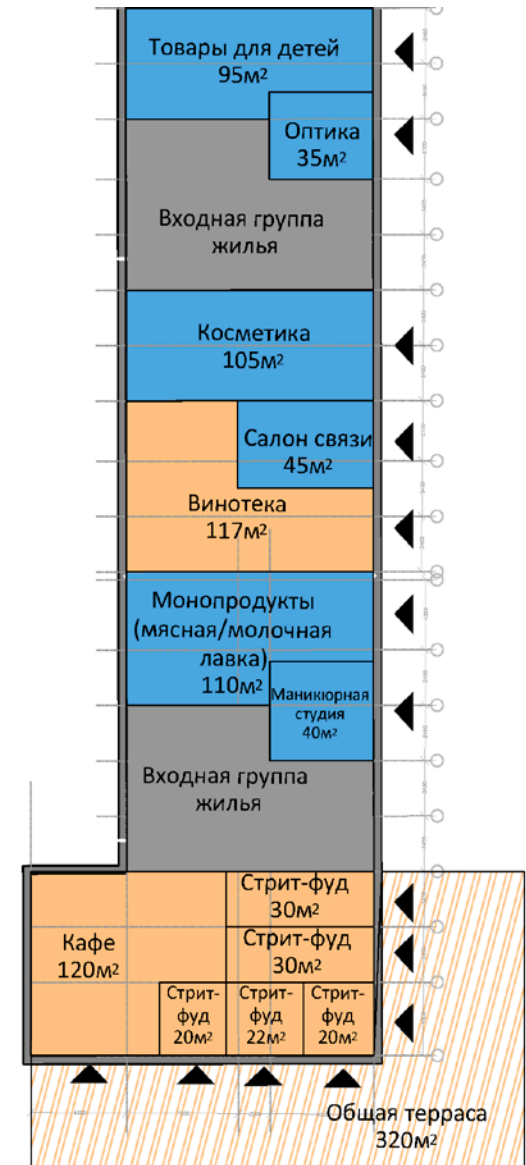 Товары для детей
95м²
Оптика
35м²
Входная группа
жилья
Косметика
105м²
Салон связи
45м²
Винотека
117м²
Монопродукты
(мясная/молочная
лавка)
110м²
Маникюрная
студия
40м²
Входная группа
жилья
Стрит-фуд
30м²
Стрит-фуд
30м²
Кафе
120м²
Стрит-
фуд
20м²
Стрит-
фуд
22м²
Стрит-
фуд
20м²
Общая терраса
320м²